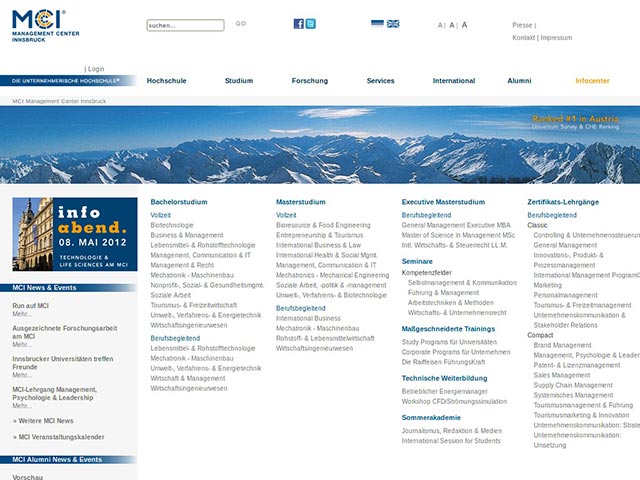 MCI®
MANAGEMENT CENTER
INNSBRUCK
suchen...
GO
A | A | A
Presse |
Kontakt | Impressum
| Login
DIE UNTERNEHMERISCHE HOCHSCHULE®
Hochschule Studium Forschung Services International Alumni Infocenter
MCI Management Center Innsbruck
Ranked #1 in Austria
Universum Survey & CHE Ranking
info
abend.
08. MAI 2012
TECHNOLOGIE &
LIFE SCIENCES AM MCI
MCI News & Events
Run auf MCI
Mehr...
Ausgezeichnete Forschungsarbeit
am MCI
Mehr...
Innsbrucker Universitäten treffen
Freunde
Mehr...
MCI-Lehrgang Management,
Psychologie & Leadership
Mehr...
» Weitere MCI News
» MCI Veranstaltungskalender
MCI Alumni News & Events
Vorschau
Bachelorstudium
Vollzeit
Biotechnologie
Business & Management
Lebensmittel- & Rohstofftechnologie
Management, Communication & IT
Management & Recht
Mechatronik - Maschinenbau
Nonprofit-, Sozial- & Gesundheitsmgmt.
Soziale Arbeit
Tourismus- & Freizeitwirtschaft
Umwelt-, Verfahrens- & Energietechnik
Wirtschaftsingenieurwesen
Berufsbegleitend
Lebensmittel- & Rohstofftechnologie
Mechatronik - Maschinenbau
Umwelt-, Verfahrens- & Energietechnik
Wirtschaft & Management
Wirtschaftsingenieurwesen
Masterstudium
Vollzeit
Bioresource & Food Engineering
Entrepreneurship & Tourismus
International Business & Law
International Health & Social Mgmt.
Management, Communication & IT
Mechatronics - Mechanical Engineering
Soziale Arbeit, -politik & -management
Umwelt-, Verfahrens- & Biotechnologie
Berufsbegleitend
International Business
Mechatronik - Maschinenbau
Rohstoff- & Lebensmittelwirtschaft
Wirtschaftsingenieurwesen
Executive Masterstudium
Berufsbegleitend
General Management Executive MBA
Master of Science in Management MSc
Int. Wirtschafts- & Steuerrecht LL.M.
Seminare
Kompetenzfelder
Selbstmanagement & Kommunikation
Führung & Management
Arbeitstechniken & Methoden
Wirtschafts- & Unternehmensrecht
Maßgeschneiderte Trainings
Study Programs für Universitäten
Corporate Programs für Unternehmen
Die Raiffeisen FührungsKraft
Technische Weiterbildung
Betrieblicher Energiemanager
Workshop CFD/Strömungssimulation
Sommerakademie
Journalismus, Redaktion & Medien
International Session for Students
Zertifikats-Lehrgänge
Berufsbegleitend
Classic
Controlling & Unternehmenssteuerun
General Management
Innovations-, Produkt- &
Prozessmanagement
International Management Program
Marketing
Personalmanagement
Tourismus- & Freizeitmanagement
Unternehmenskommunikation &
Stakeholder Relations
Compact
Brand Management
Management, Psychologie & Leader
Patent- & Lizenzmanagement
Sales Management
Supply Chain Management
Systemisches Management
Tourismusmanagement & Führung
Tourismusmarketing & Innovation
Unternehmenskommunikation: Strate
Unternehmenskommunikation:
Umsetzung